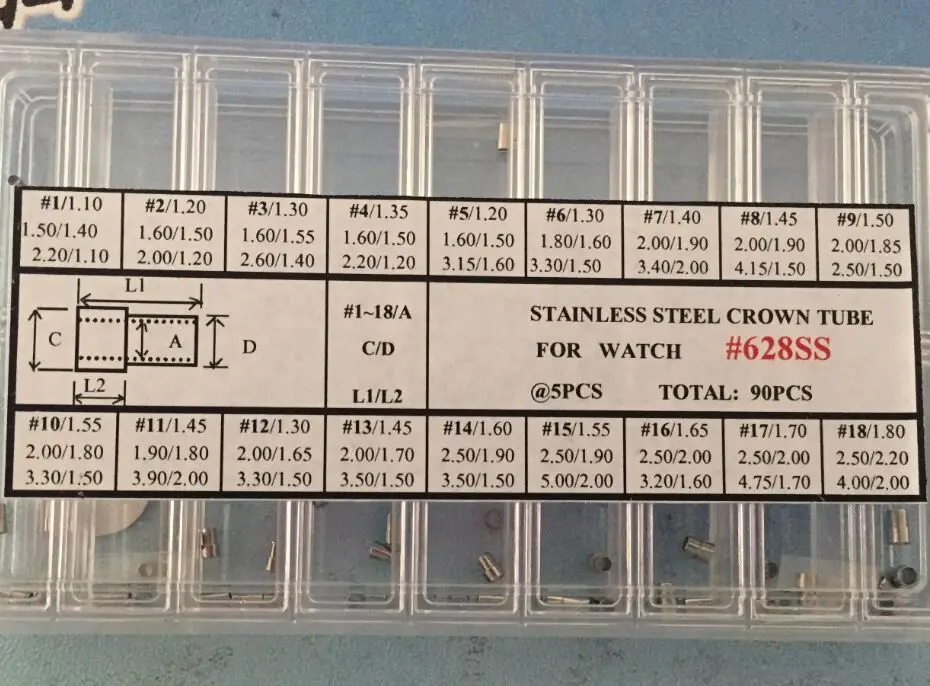 #1/1.10 #2/1.20 #3/1.30 #4/1.35 #5/1.20 #6/1.30 #7/1.40 #8/1.45 #9/1.50
1.50/1.40 1.60/1.50 1.60/1.55 1.60/1.50 1.60/1.50 1.80/1.60 2.00/1.90 2.00/1.90 2.00/1.85
2.20/1.10 2.00/1.20 2.60/1.40 2.20/1.20 3.15/1.60 3.30/1.50 3.40/2.00 4.15/1.50 2.50/1.50
L1
C
A
D
L2
#1~18/A
C/D
L1/L2
STAINLESS STEEL CROWN TUBE
FOR WATCH #628SS
@5PCS TOTAL: 90PCS
#10/1.55 #11/1.45 #12/1.30 #13/1.45 #14/1.60 #15/1.55 #16/1.65 #17/1.70 #18/1.80
2.00/1.80 1.90/1.80 2.00/1.65 2.00/1.70 2.50/1.90 2.50/1.90 2.50/2.00 2.50/2.00 2.50/2.20
3.30/1.50 3.90/2.00 3.30/1.50 3.50/1.50 3.50/1.50 5.00/2.00 3.20/1.60 4.75/1.70 4.00/2.00